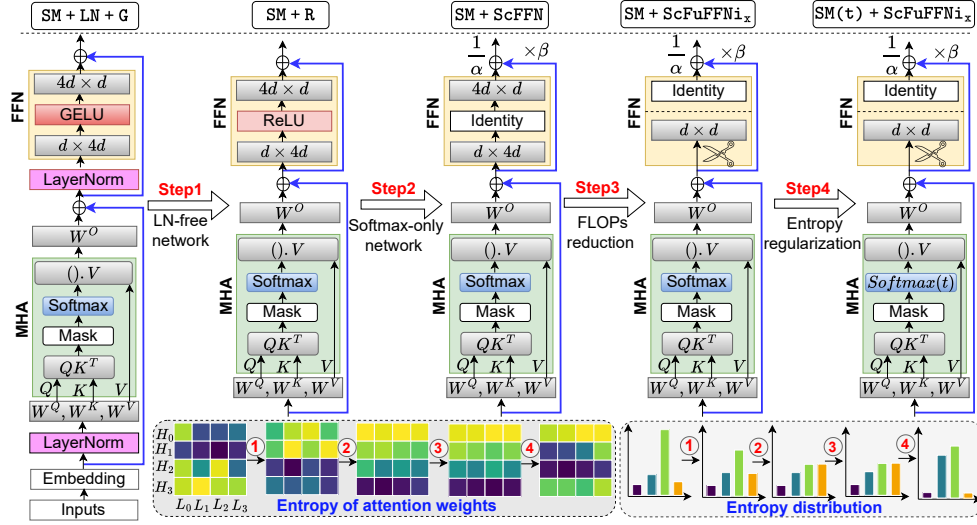 SM + LN + G
SM + R
SM + ScFFN
SM + ScFuFFNi_x
SM(t) + ScFuFFNi_x
FFN
4d × d
GELU
d × 4d
LayerNorm
W^O
MHA
().V
Softmax
Mask
QK^T
Q
K
V
W^Q, W^K, W^V
LayerNorm
Embedding
Inputs
Step1
LN-free
network
FFN
4d × d
ReLU
d × 4d
W^O
MHA
().V
Softmax
Mask
QK^T
Q
K
V
W^Q, W^K, W^V
Step2
Softmax-only
network
1/α
×β
FFN
4d × d
Identity
d × 4d
W^O
MHA
().V
Softmax
Mask
QK^T
Q
K
V
W^Q, W^K, W^V
Step3
FLOPs
reduction
1/α
×β
FFN
Identity
d × d
W^O
MHA
().V
Softmax
Mask
QK^T
Q
K
V
W^Q, W^K, W^V
Step4
Entropy
regularization
1/α
×β
FFN
Identity
d × d
W^O
MHA
().V
Softmax(t)
Mask
QK^T
Q
K
V
W^Q, W^K, W^V
H_0
H_1
H_2
H_3
L_0 L_1 L_2 L_3
1
2
3
4
Entropy of attention weights
1
2
3
4
Entropy distribution